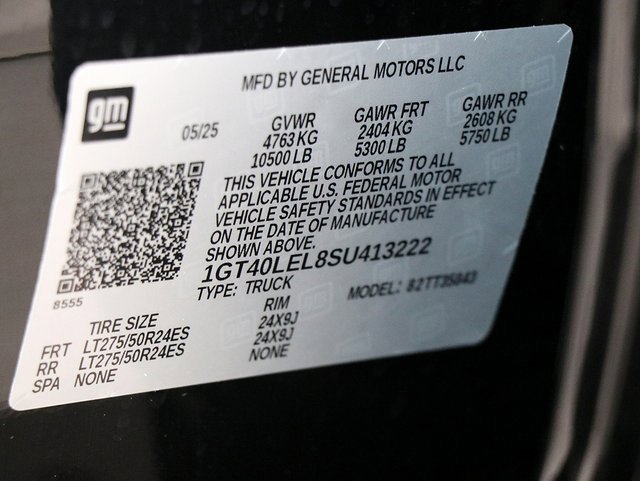 MFD BY GENERAL MOTORS LLC
gm
05/25
GVWR GAWR FRT GAWR RR
4763 KG 2404 KG 2608 KG
10500 LB 5300 LB 5750 LB
THIS VEHICLE CONFORMS TO ALL
APPLICABLE U.S. FEDERAL MOTOR
VEHICLE SAFETY STANDARDS IN EFFECT
ON THE DATE OF MANUFACTURE
SHOWN ABOVE.
1GT40LEL8SU413222
8555
TYPE: TRUCK MODEL:
TIRE SIZE RIM
FRT LT275/50R24ES 24X9J
RR LT275/50R24ES 24X9J
SPA NONE NONE